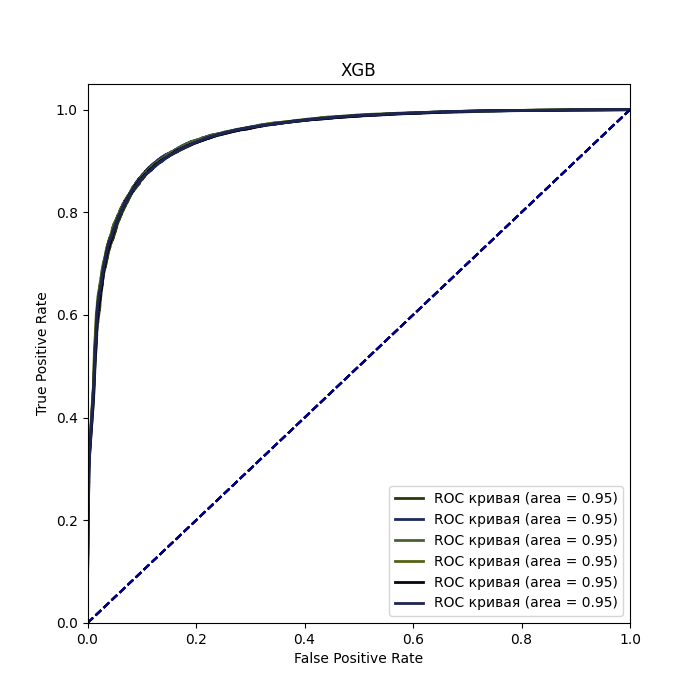 XGB
1.0
0.8
0.6
0.4
0.2
0.0
True Positive Rate
ROC кривая (area = 0.95)
ROC кривая (area = 0.95)
ROC кривая (area = 0.95)
ROC кривая (area = 0.95)
ROC кривая (area = 0.95)
ROC кривая (area = 0.95)
0.0 0.2 0.4 0.6 0.8 1.0
False Positive Rate